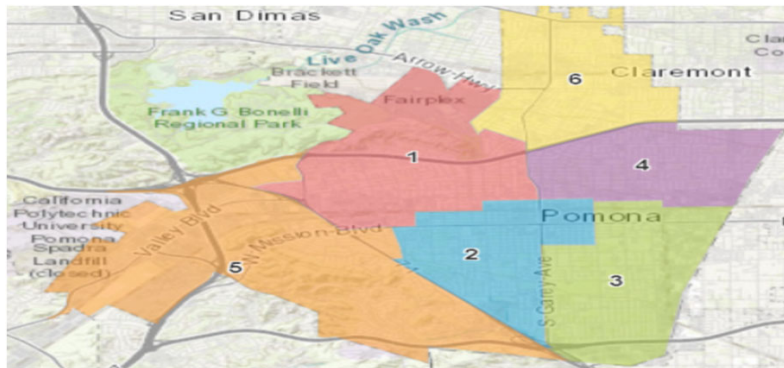 San Dimas
Live Oak Wash
Arrow-Hwy
Brackett
Field
Fairplex
Claremont
6
Frank G Bonelli
Regional Park
1
4
California
Polytechnic
University
Pomona
Spadra
Landfill
(closed)
Valley Blvd
W Mission-Blvd
Pomona
2
5
3
S Garey Ave